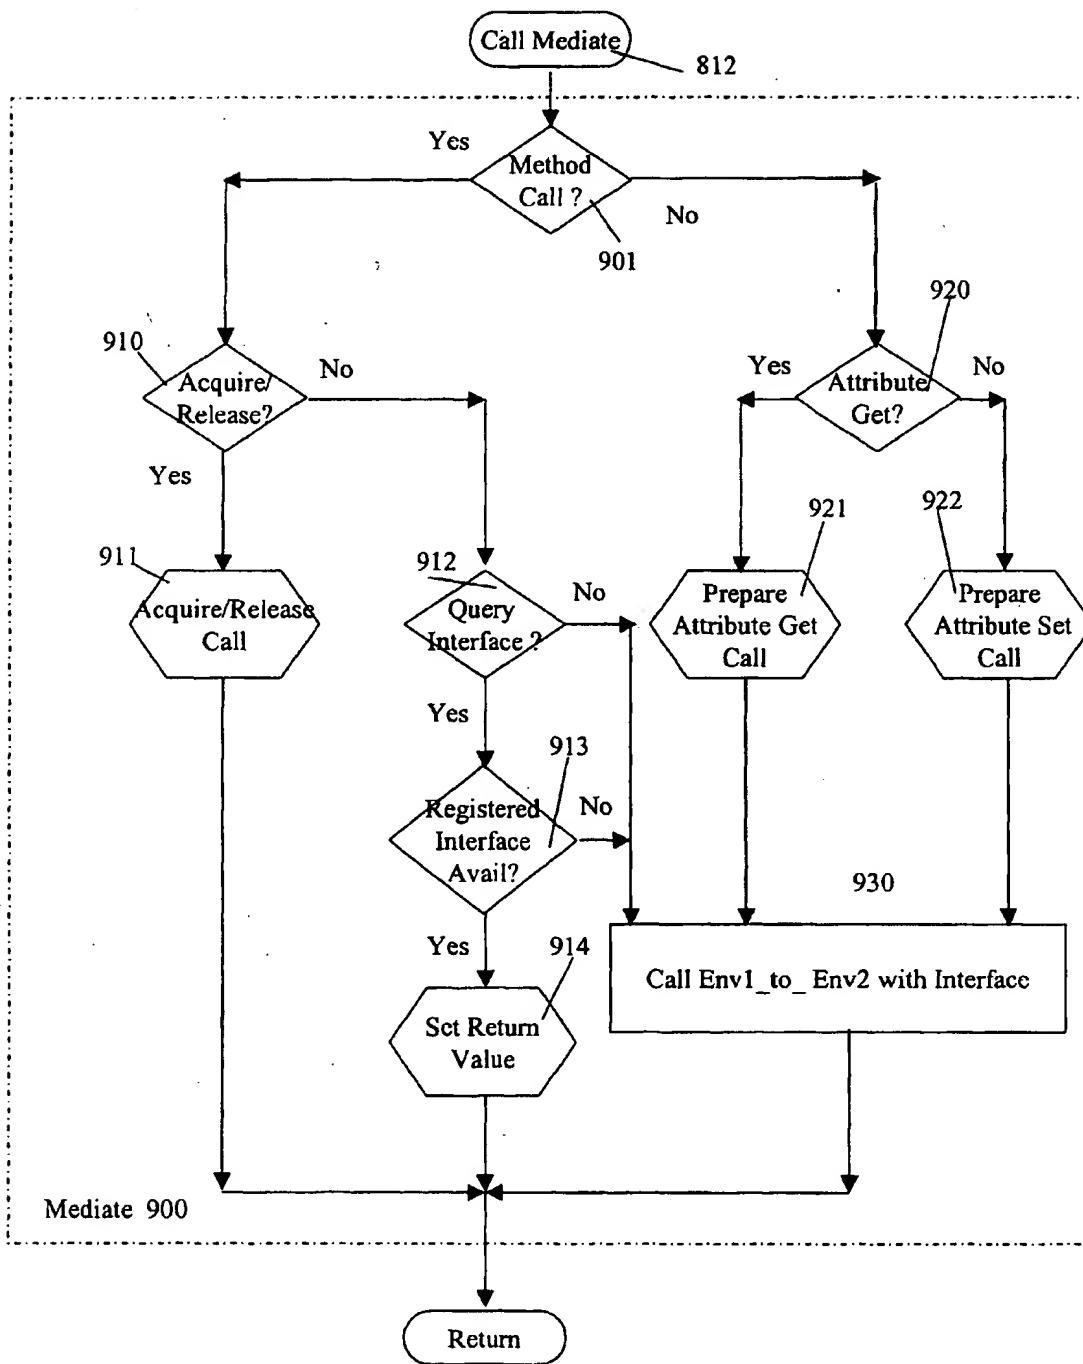 Call Mediate
812
Yes
Method
Call ?
No
901
920
910
Acquire/
Release?
No
Yes
Attribute
Get?
No
Yes
921
922
911
Acquire/Release
Call
912
Query
Interface ?
No
Prepare
Attribute Get
Call
Prepare
Attribute Set
Call
Yes
913
Registered
Interface
Avail?
No
930
Yes
914
Call Env1_to_ Env2 with Interface
Set Return
Value
Mediate 900
Return